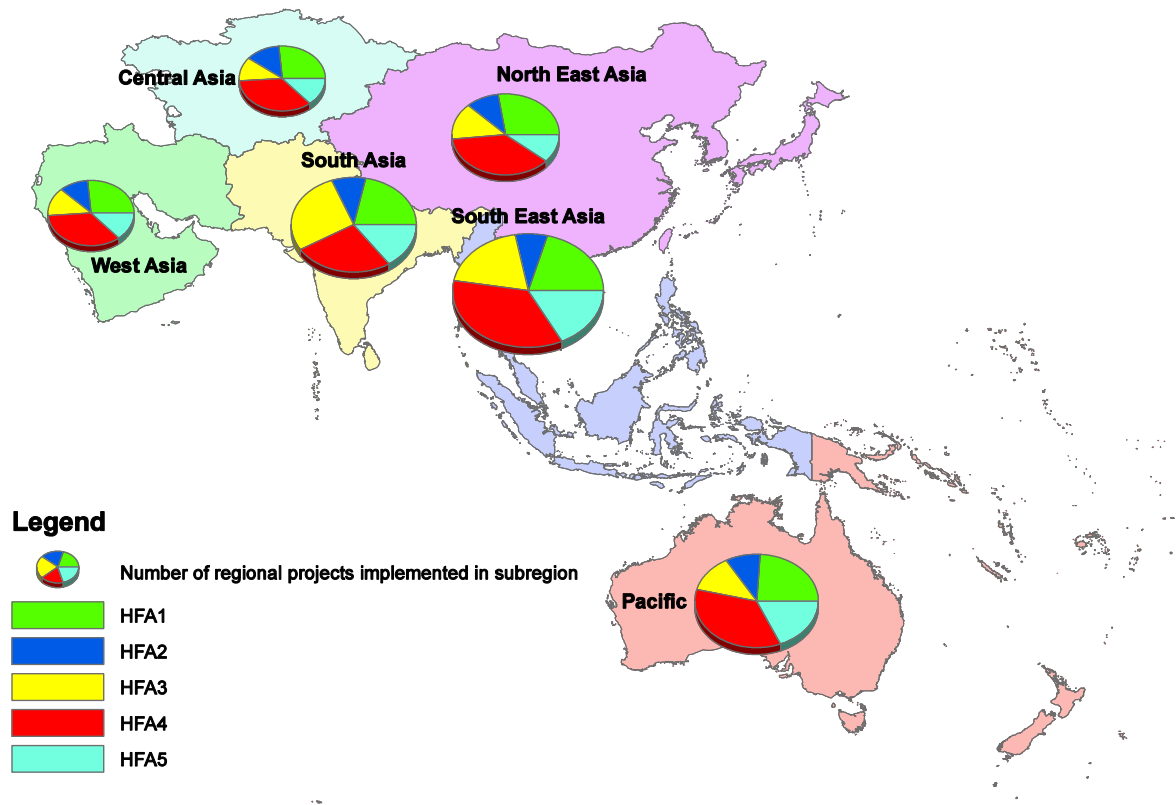 Central Asia
North East Asia
South Asia
South East Asia
West Asia
Pacific
Legend
Number of regional projects implemented in subregion
HFA1
HFA2
HFA3
HFA4
HFA5